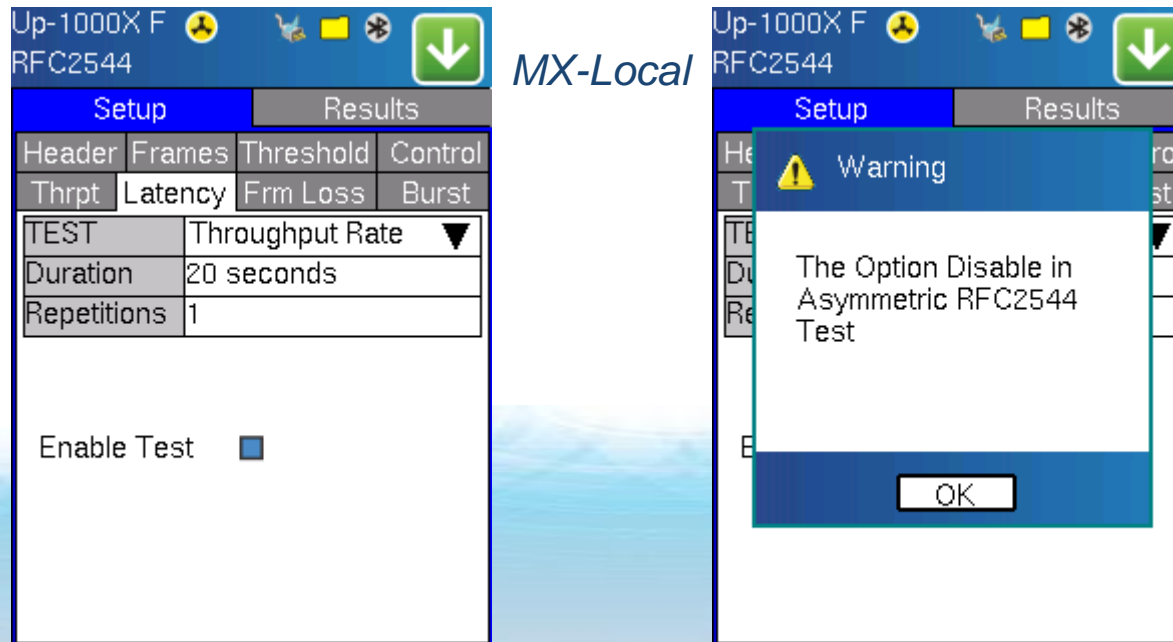 Up-1000X F
RFC2544
Setup Results
Header Frames Threshold Control
Thrpt Latency Frm Loss Burst
TEST Throughput Rate
Duration 20 seconds
Repetitions 1
Enable Test
MX-Local
Up-1000X F
RFC2544
Setup Results
Warning
The Option Disable in
Asymmetric RFC2544
Test
OK